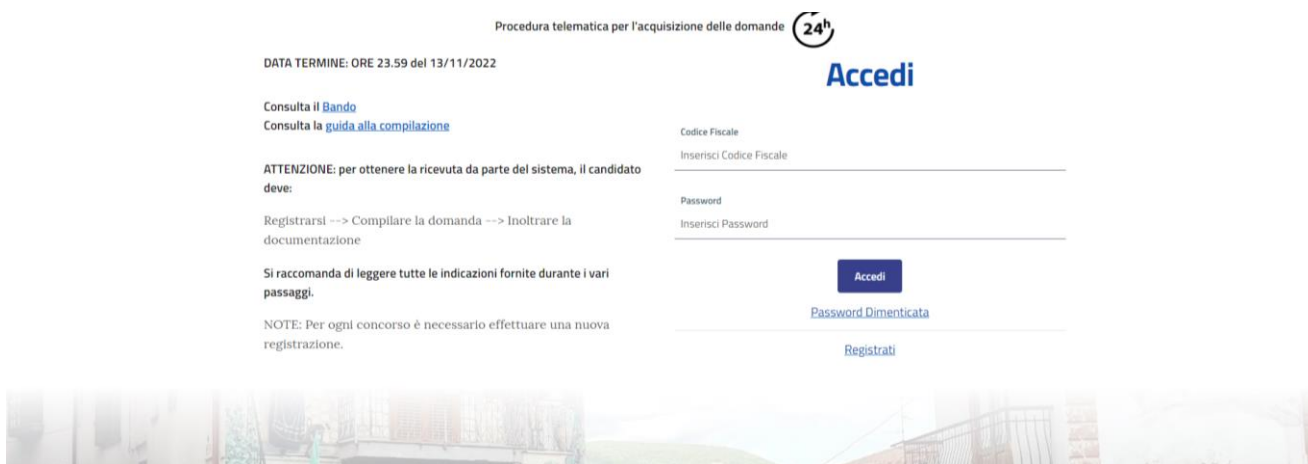 Procedura telematica per l'acquisizione delle domande 24h
DATA TERMINE: ORE 23.59 del 13/11/2022
Consulta il Bando
Consulta la guida alla compilazione
ATTENZIONE: per ottenere la ricevuta da parte del sistema, il candidato
deve:
Registrarsi --> Compilare la domanda --> Inoltrare la
documentazione
Si raccomanda di leggere tutte le indicazioni fornite durante i vari
passaggi.
NOTE: Per ogni concorso è necessario effettuare una nuova
registrazione.
Accedi
Codice Fiscale
Inserisci Codice Fiscale
Password
Inserisci Password
Accedi
Password Dimenticata
Registrati